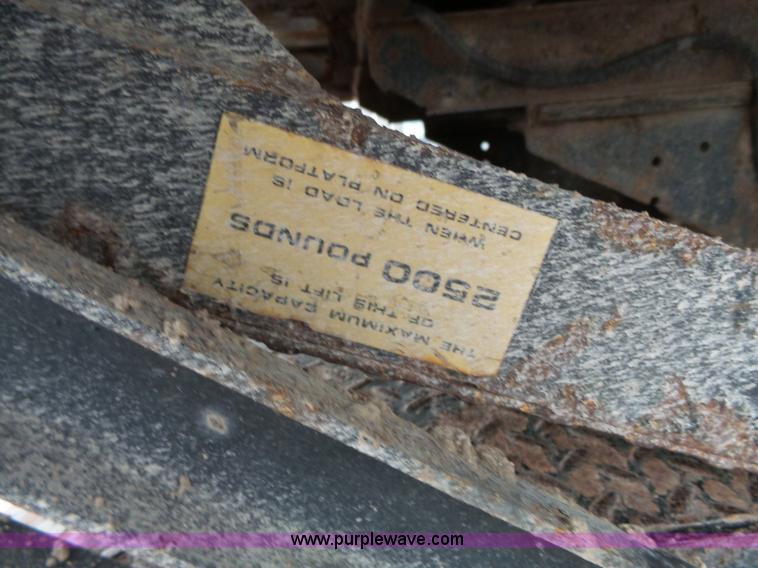 THE MAXIMUM CAPACITY
OF THIS LIFT IS
2500 POUNDS
WHEN THE LOAD IS
CENTERED ON PLATFORM
www.purplewave.com